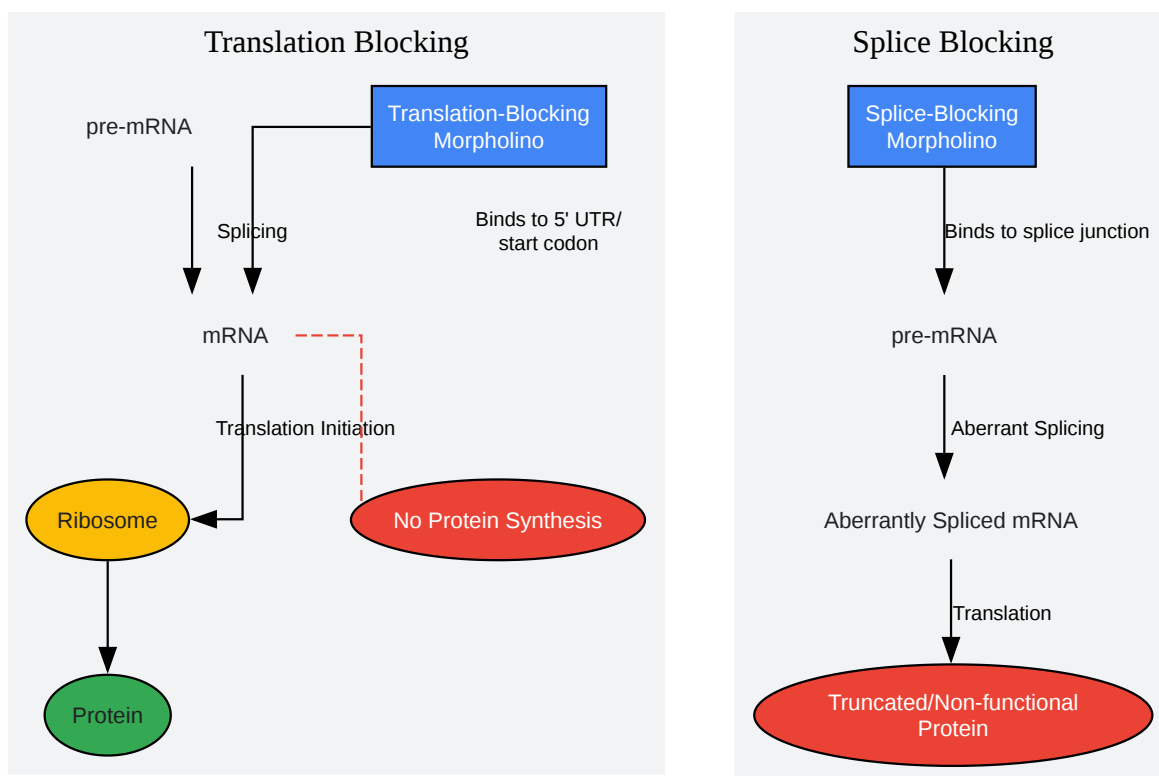 Translation Blocking
pre-mRNA
Translation-Blocking
Morpholino
Splicing
Binds to 5' UTR/
start codon
mRNA
Translation Initiation
Ribosome
No Protein Synthesis
Protein
Splice Blocking
Splice-Blocking
Morpholino
Binds to splice junction
pre-mRNA
Aberrant Splicing
Aberrantly Spliced mRNA
Translation
Truncated/Non-functional
Protein